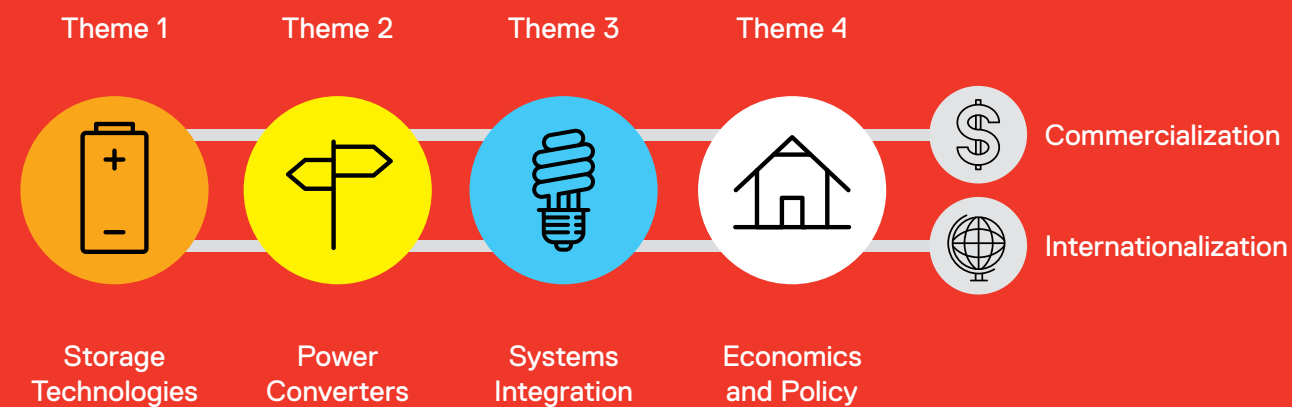 Theme 1
Theme 2
Theme 3
Theme 4
+
−
$
Commercialization
Internationalization
Storage
Technologies
Power
Converters
Systems
Integration
Economics
and Policy